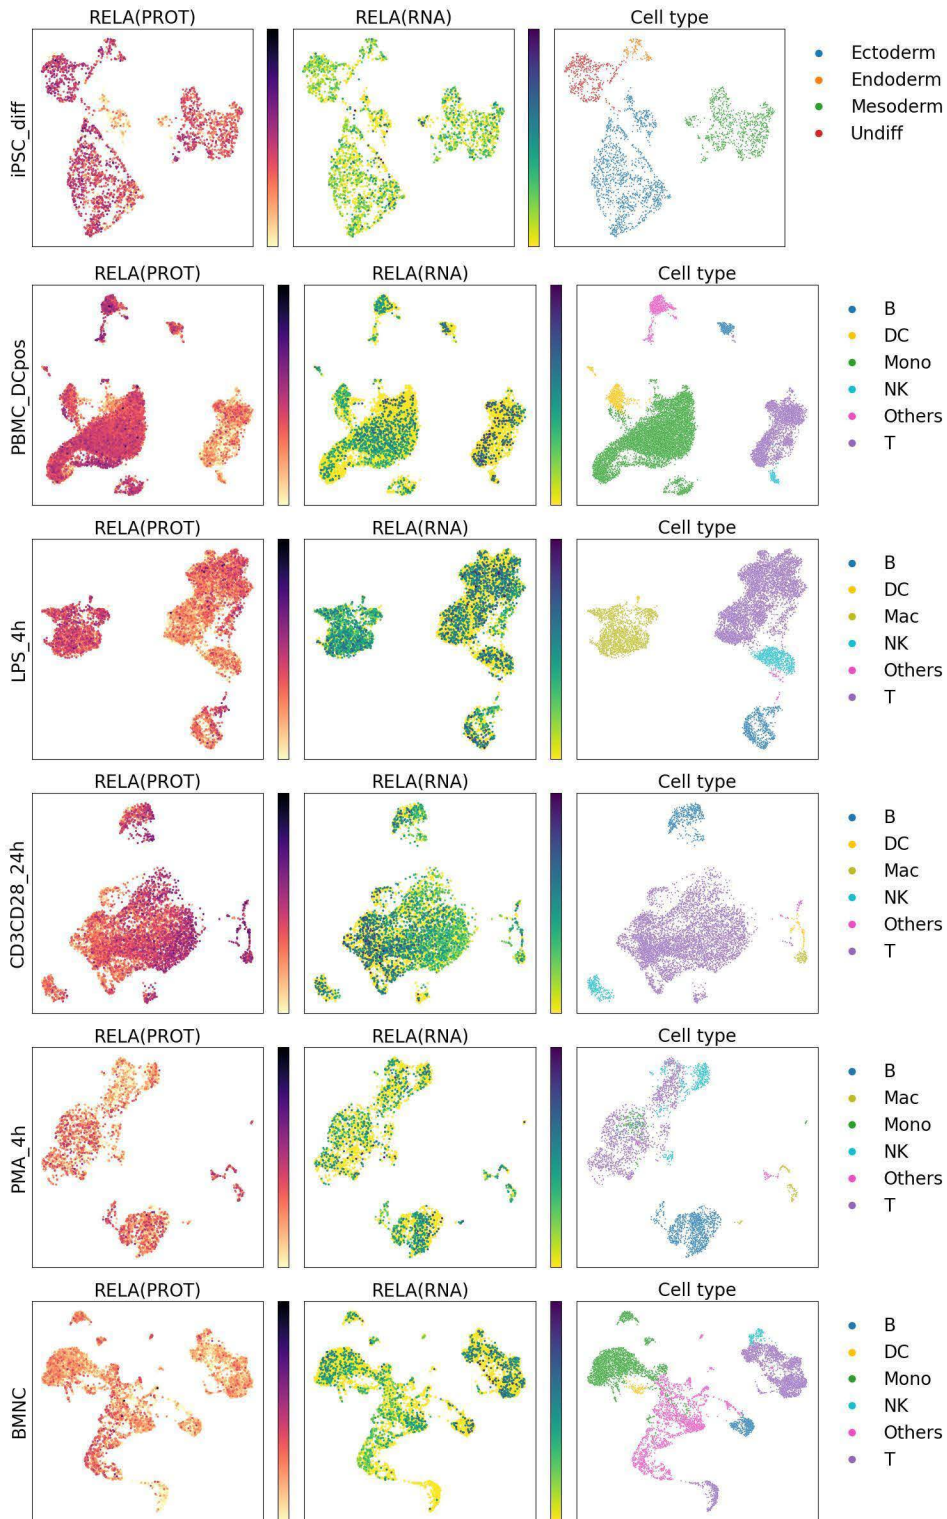 RELA(PROT) RELA(RNA) Cell type
iPSC_diff
Ectoderm
Endoderm
Mesoderm
Undiff
RELA(PROT) RELA(RNA) Cell type
PBMC_DCpos
B
DC
Mono
NK
Others
T
RELA(PROT) RELA(RNA) Cell type
LPS_4h
B
DC
Mac
NK
Others
T
RELA(PROT) RELA(RNA) Cell type
CD3CD28_24h
B
DC
Mac
NK
Others
T
RELA(PROT) RELA(RNA) Cell type
PMA_4h
B
Mac
Mono
NK
Others
T
RELA(PROT) RELA(RNA) Cell type
BMNC
B
DC
Mono
NK
Others
T